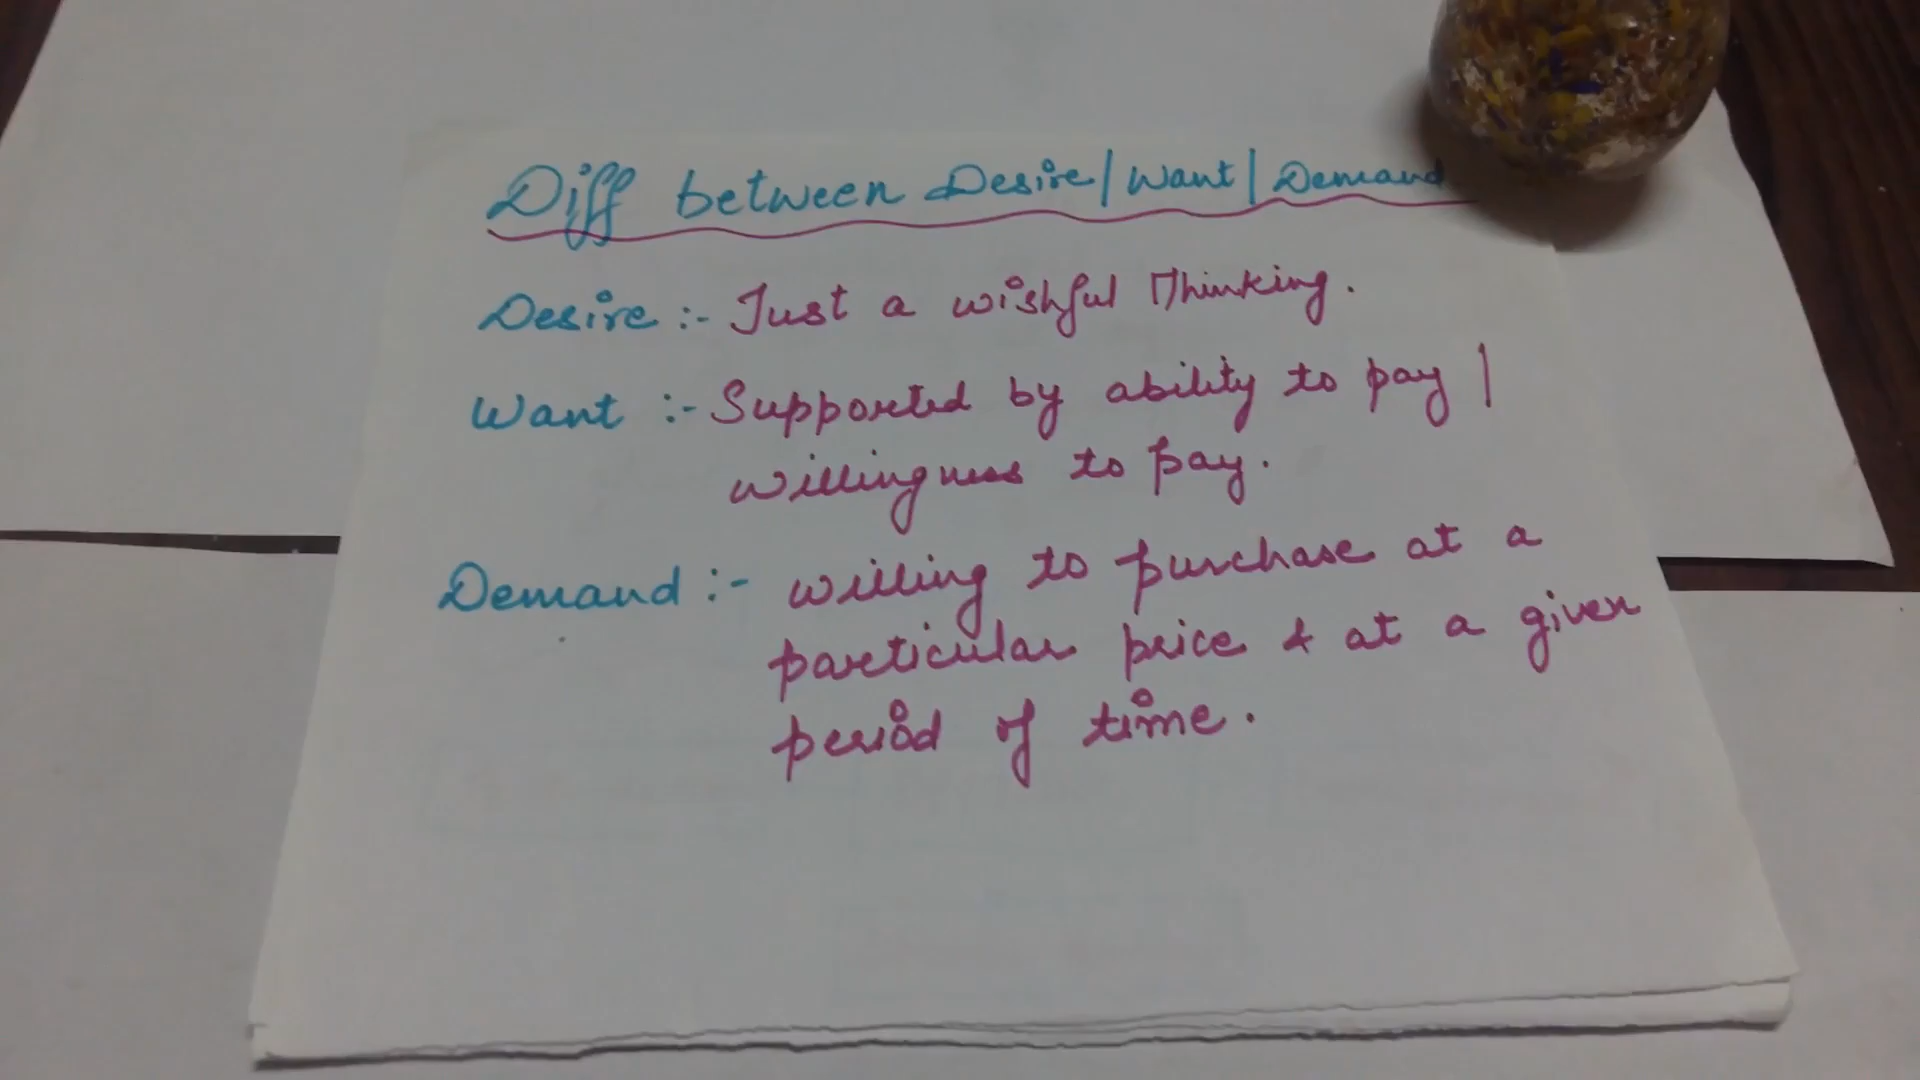 Diff between Desire/Want/Demand
Desire :- Just a wishful Thinking.
Want :- Supported by ability to pay /
willingness to pay.
Demand :- willing to purchase at a
particular price & at a given
period of time.